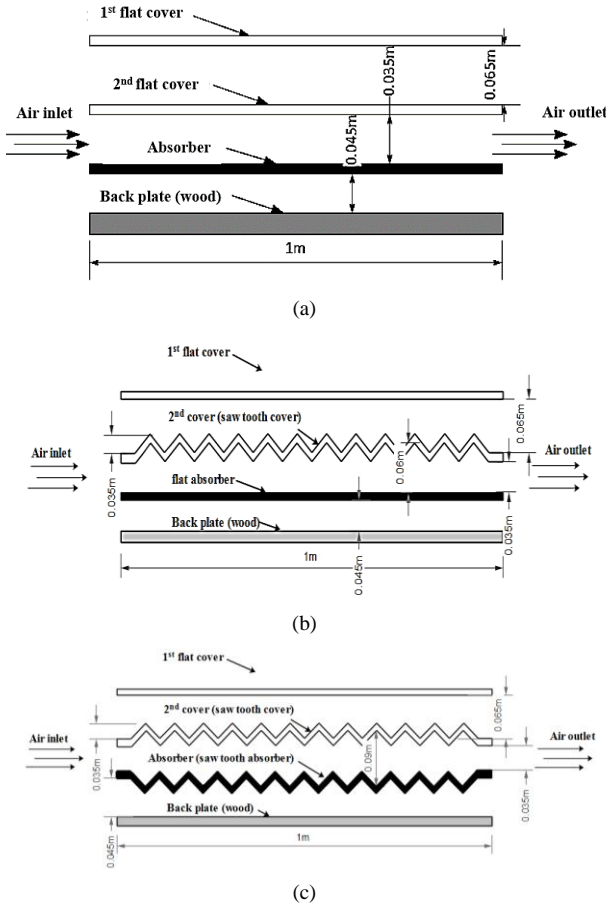 1st flat cover
2nd flat cover
Air inlet
Air outlet
Absorber
Back plate (wood)
0.035m
0.065m
0.045m
1m
(a)
1st flat cover
2nd cover (saw tooth cover)
Air inlet
Air outlet
flat absorber
Back plate (wood)
0.035m
0.06m
0.065m
0.035m
0.045m
1m
(b)
1st flat cover
2nd cover (saw tooth cover)
Air inlet
Air outlet
Absorber (saw tooth absorber)
Back plate (wood)
0.035m
0.09m
0.065m
0.035m
0.045m
1m
(c)